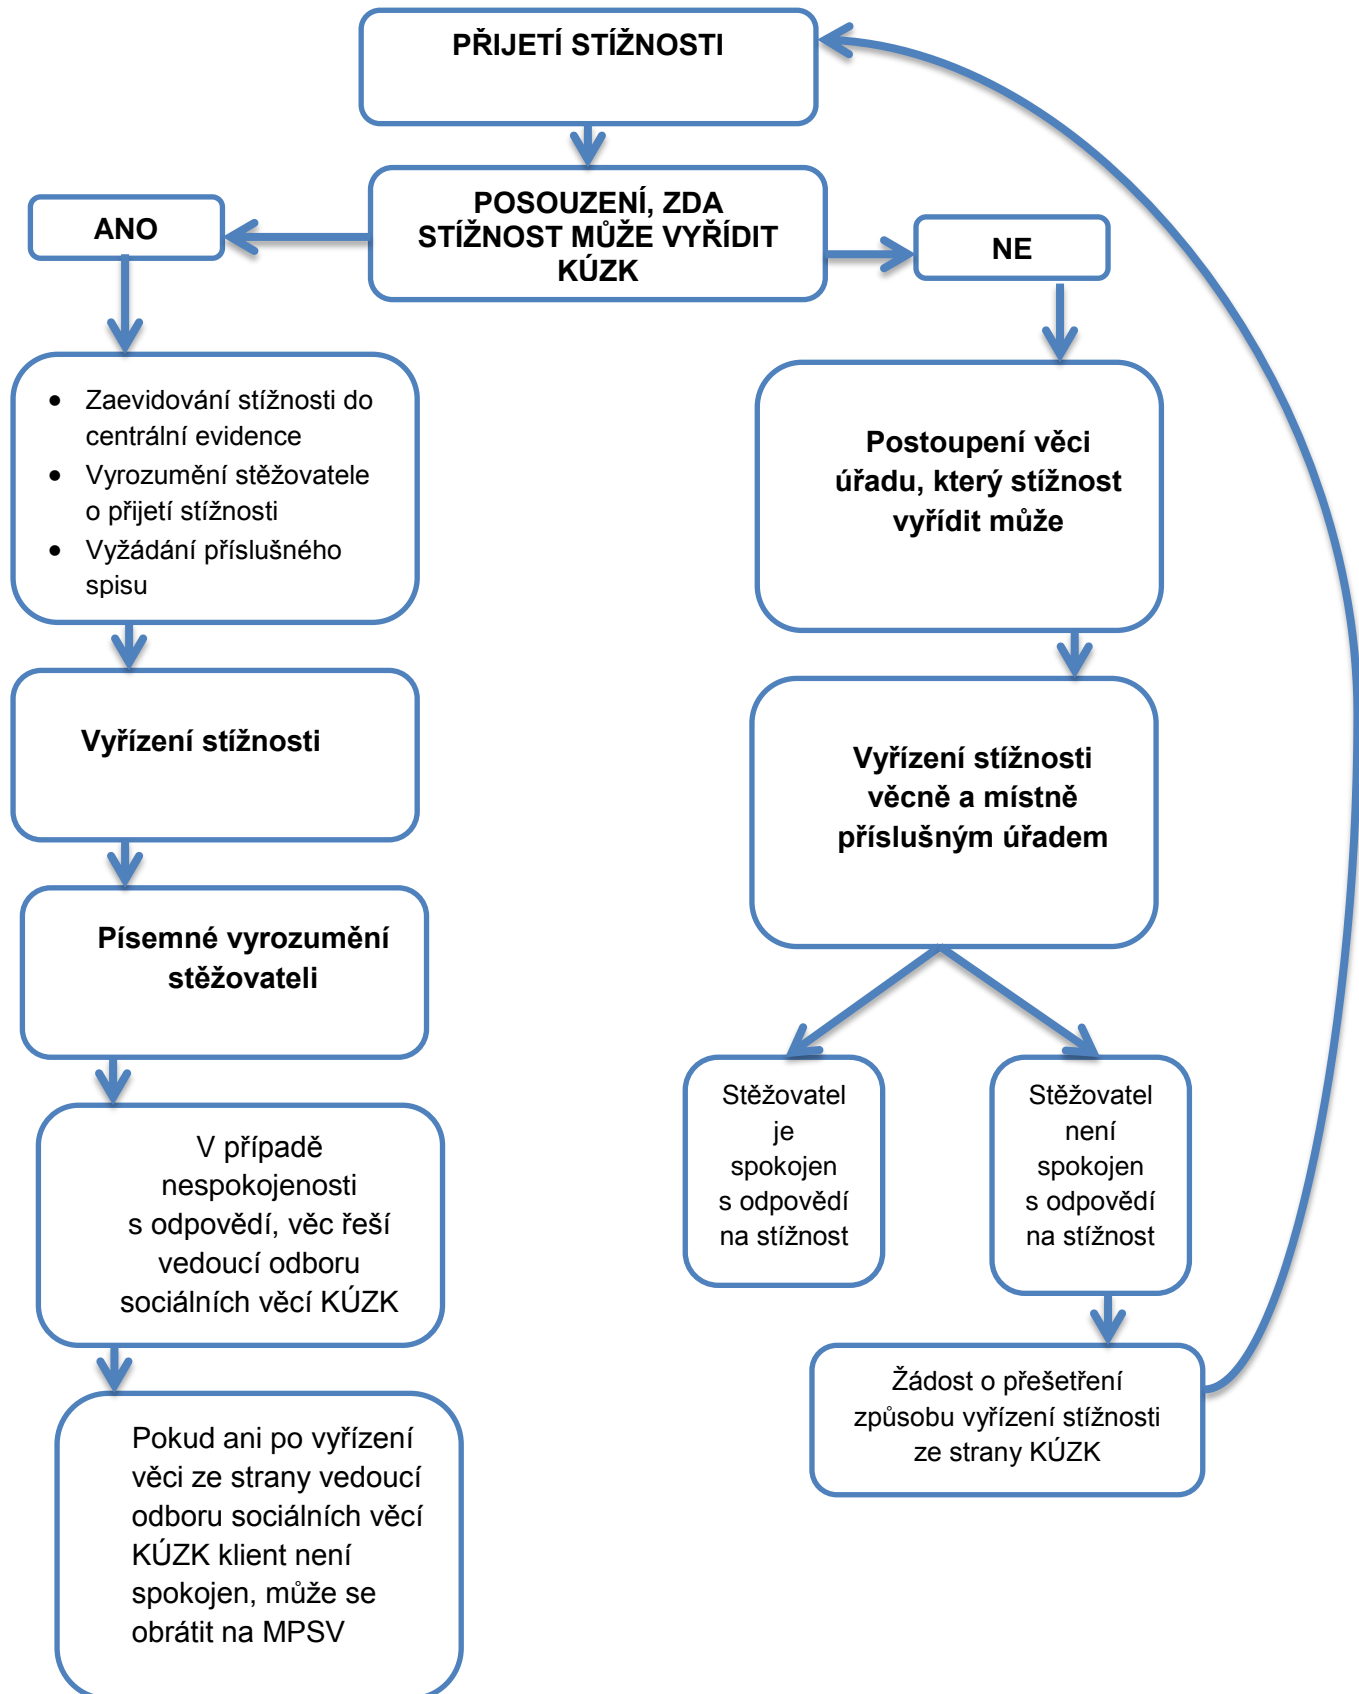 PŘIJETÍ STÍŽNOSTI
POSOUZENÍ, ZDA
STÍŽNOST MŮŽE VYŘÍDIT
KÚZK
ANO
NE
• Zaevidování stížnosti do
centrální evidence
• Vyrozumění stěžovatele
o přijetí stížnosti
• Vyžádání příslušného
spisu
Vyřízení stížnosti
Písemné vyrozumění
stěžovateli
V případě
nespokojenosti
s odpovědí, věc řeší
vedoucí odboru
sociálních věcí KÚZK
Pokud ani po vyřízení
věci ze strany vedoucí
odboru sociálních věcí
KÚZK klient není
spokojen, může se
obrátit na MPSV
Postoupení věci
úřadu, který stížnost
vyřídit může
Vyřízení stížnosti
věcně a místně
příslušným úřadem
Stěžovatel
je
spokojen
s odpovědí
na stížnost
Stěžovatel
není
spokojen
s odpovědí
na stížnost
Žádost o přešetření
způsobu vyřízení stížnosti
ze strany KÚZK